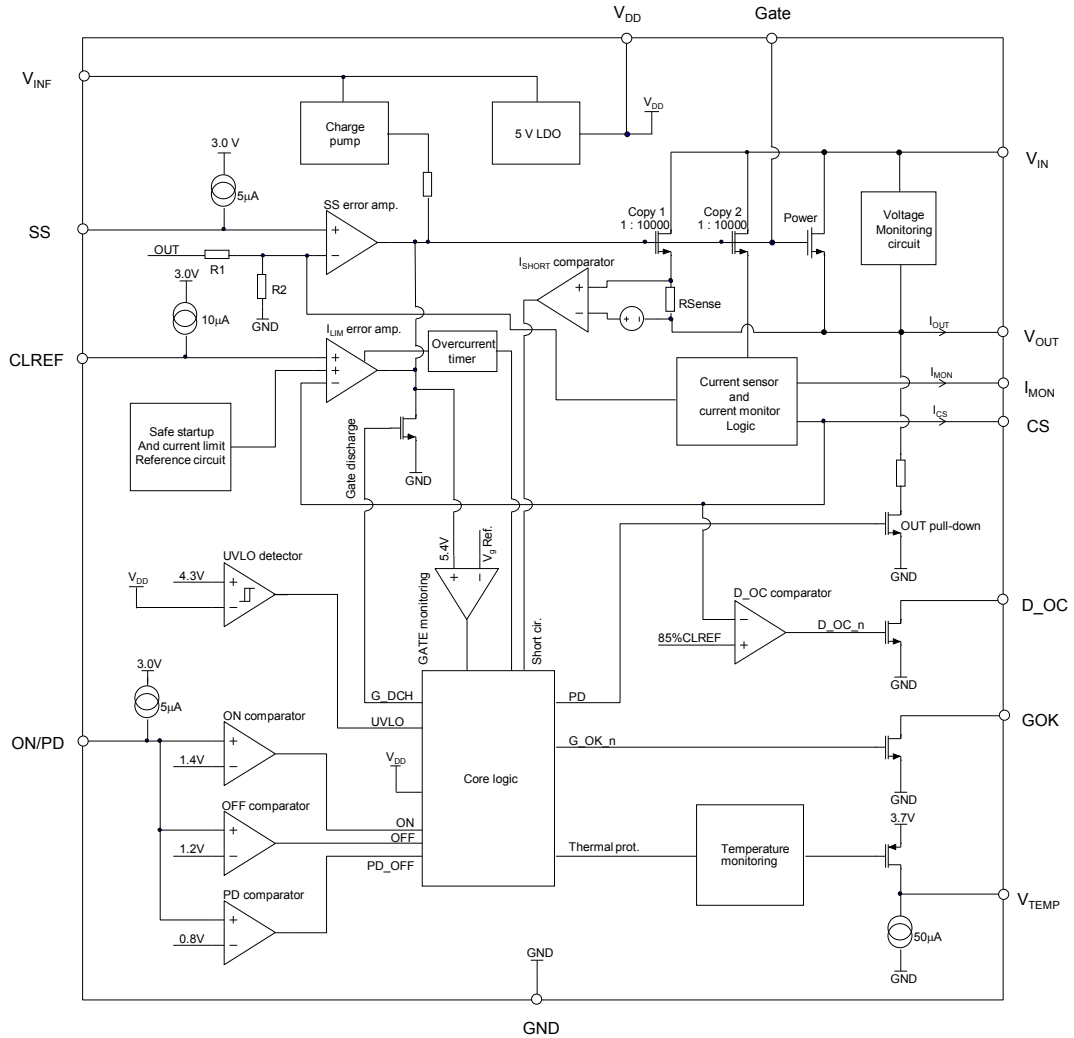 VDD
Gate
VINF
Charge
pump
5 V LDO
VDD
VIN
3.0 V
5µA
SS error amp.
SS
Copy 1
1 : 10000
Copy 2
1 : 10000
Power
Voltage
Monitoring
circuit
OUT
R1
R2
GND
ISHORT comparator
RSense
3.0V
10µA
ILIM error amp.
Overcurrent
timer
CLREF
IOUT
VOUT
Current sensor
and
current monitor
Logic
IMON
IMON
ICS
CS
Safe startup
And current limit
Reference circuit
Gate discharge
GND
OUT pull-down
GND
UVLO detector
VDD
4.3V
5.4V
Vg Ref.
GATE monitoring
Short cir.
D_OC comparator
85%CLREF
D_OC_n
D_OC
GND
3.0V
5µA
ON/PD
ON comparator
1.4V
OFF comparator
1.2V
PD comparator
0.8V
G_DCH
UVLO
VDD
ON
OFF
PD_OFF
Core logic
PD
G_OK_n
Thermal prot.
GOK
GND
Temperature
monitoring
3.7V
VTEMP
50µA
GND
GND
GND